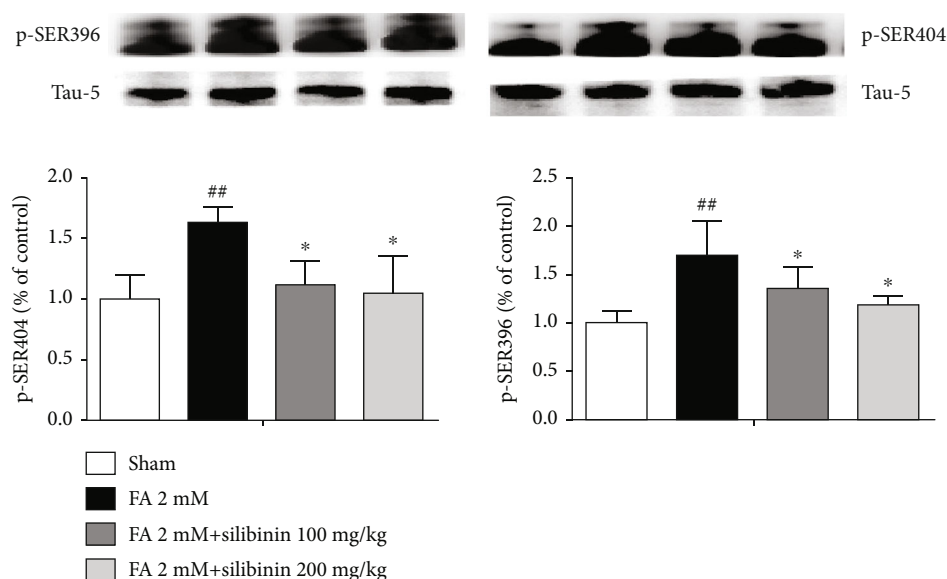 p-SER396
Tau-5
p-SER404
Tau-5
p-SER404 (% of control)
2.0
1.5
1.0
0.5
0.0
##
*
*
p-SER396 (% of control)
2.5
2.0
1.5
1.0
0.5
0.0
##
*
*
Sham
FA 2 mM
FA 2 mM+silibinin 100 mg/kg
FA 2 mM+silibinin 200 mg/kg